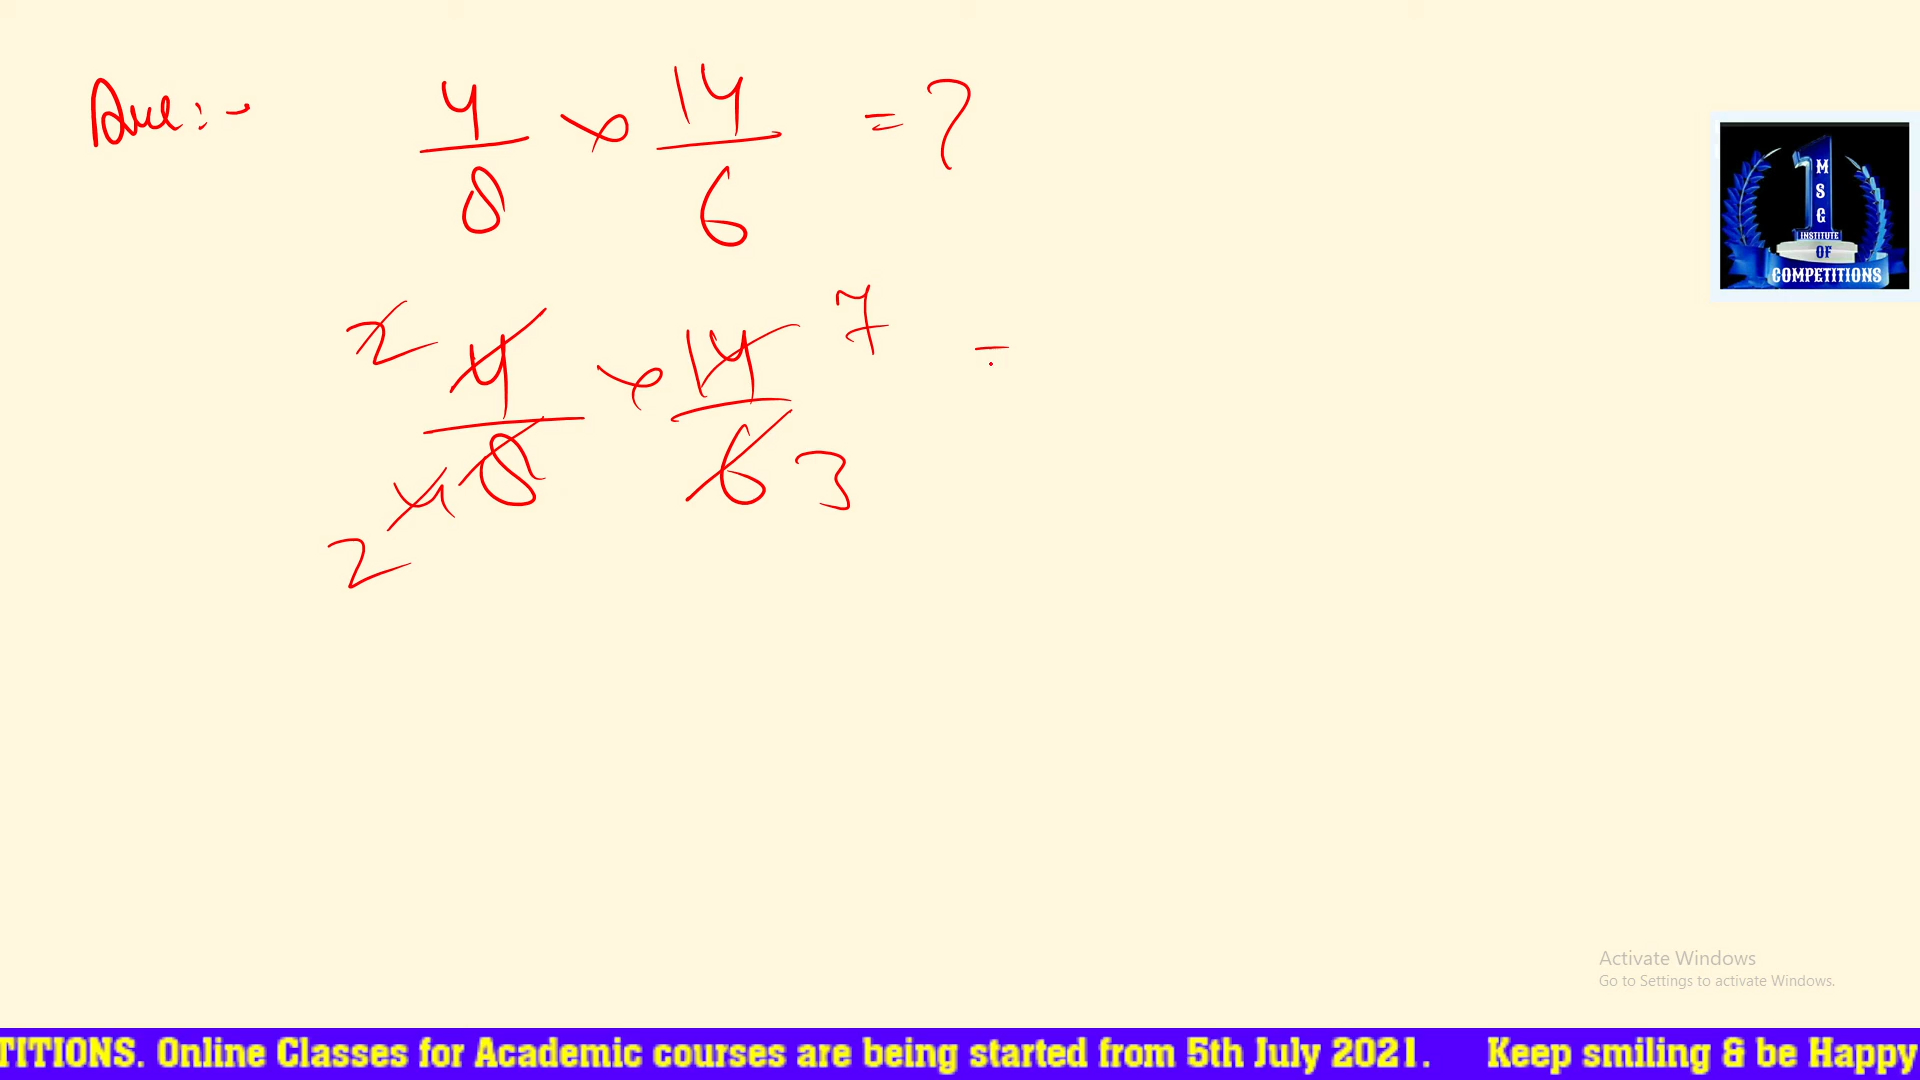 Que:-
4/8 × 14/6 = ?
2 4/8 × 14/6 7 =
4 3
2
1
M
S
G
INSTITUTE
OF
COMPETITIONS
Activate Windows
Go to Settings to activate Windows.
TITIONS. Online Classes for Academic courses are being started from 5th July 2021. Keep smiling & be Happy